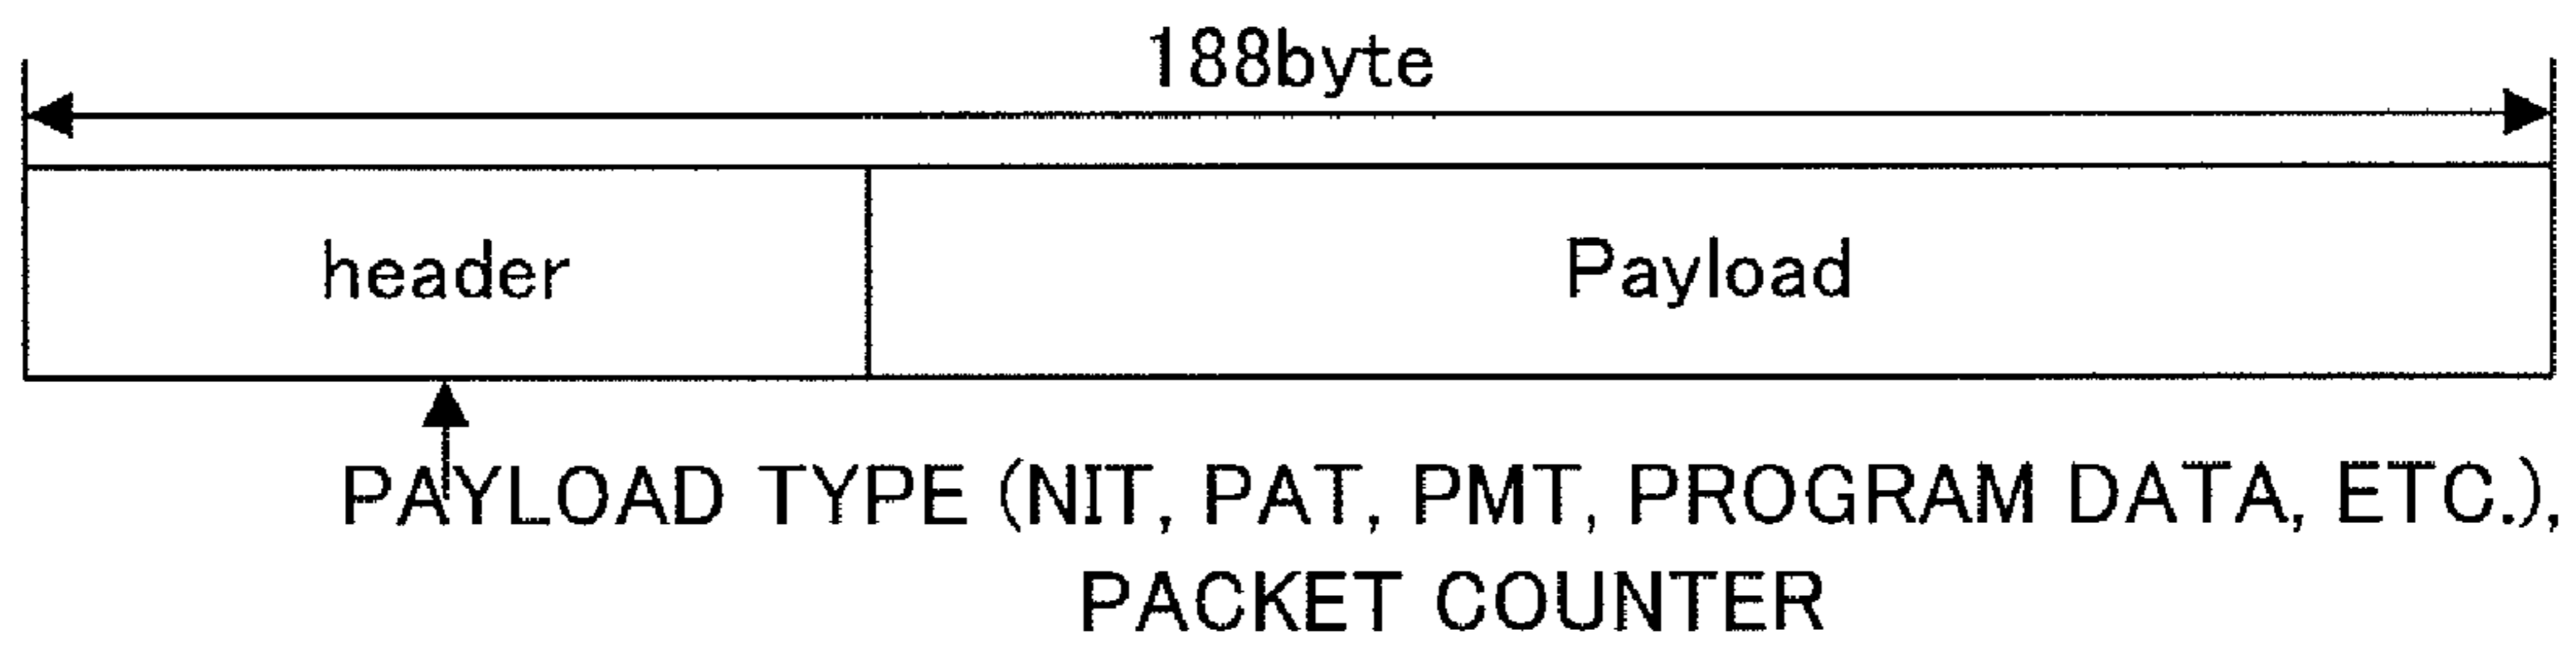 188byte
header
Payload
PAYLOAD TYPE (NIT, PAT, PMT, PROGRAM DATA, ETC.),
PACKET COUNTER